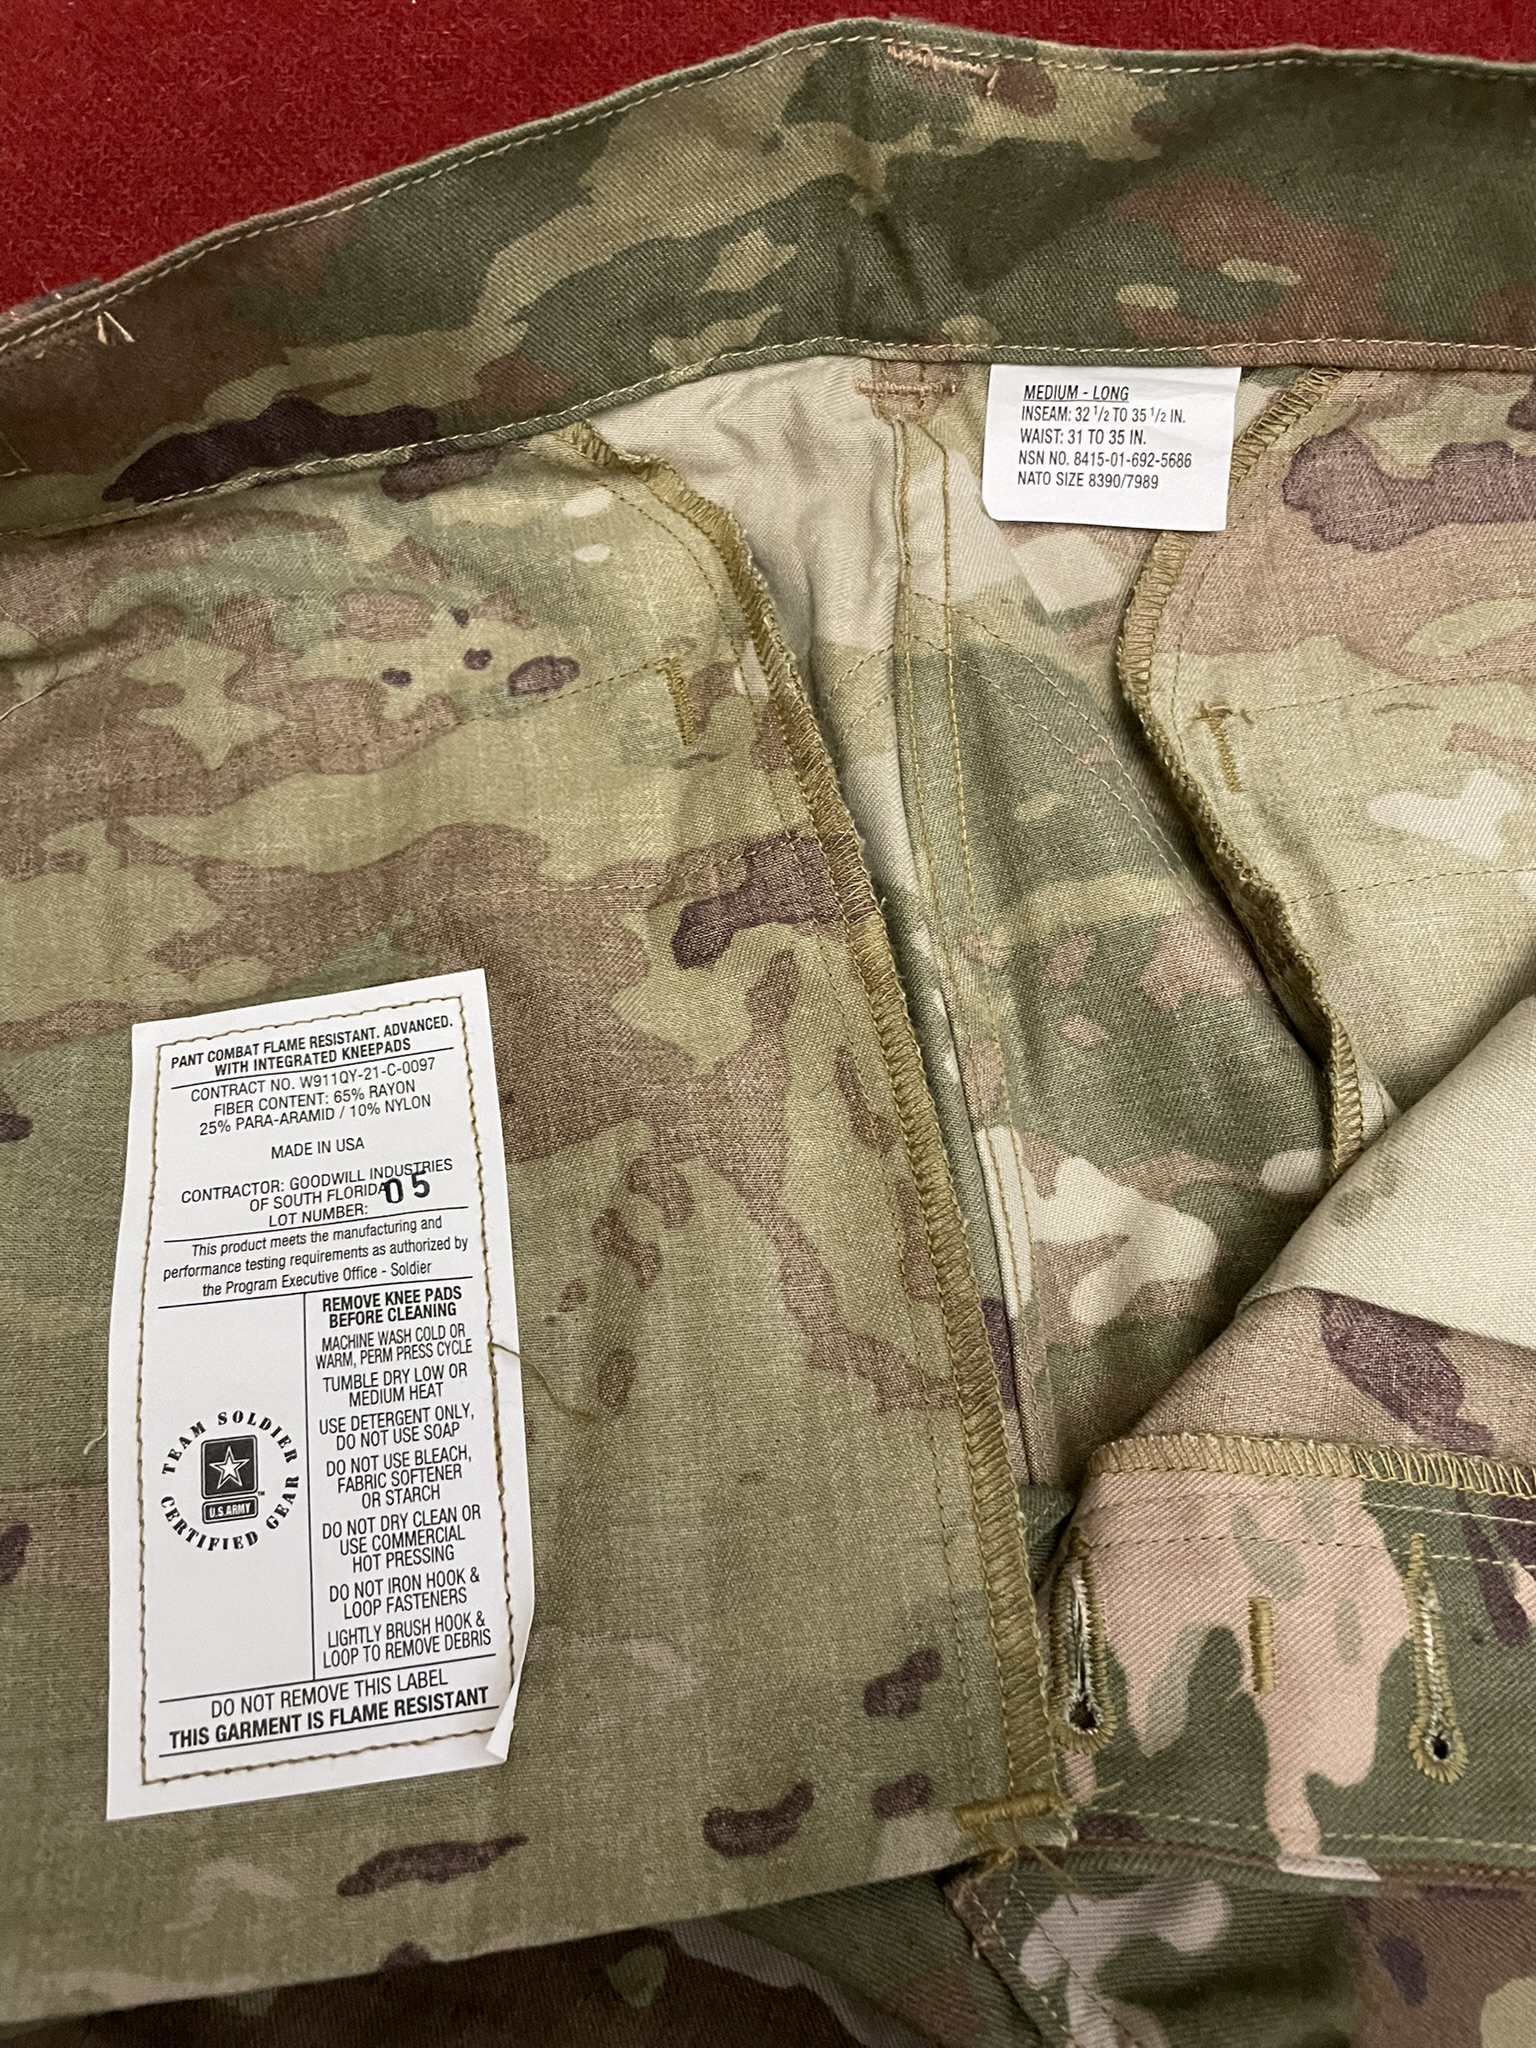 MEDIUM - LONG
INSEAM: 32 1/2 TO 35 1/2 IN.
WAIST: 31 TO 35 IN.
NSN NO. 8415-01-692-5686
NATO SIZE 8390/7989
PANT COMBAT FLAME RESISTANT. ADVANCED.
WITH INTEGRATED KNEEPADS
CONTRACT NO. W911QY-21-C-0097
FIBER CONTENT: 65% RAYON
25% PARA-ARAMID / 10% NYLON
MADE IN USA
CONTRACTOR: GOODWILL INDUSTRIES
OF SOUTH FLORIDA
LOT NUMBER: 05
This product meets the manufacturing and
performance testing requirements as authorized by
the Program Executive Office - Soldier
TEAM SOLDIER
U.S.ARMY™
CERTIFIED GEAR
REMOVE KNEE PADS
BEFORE CLEANING
MACHINE WASH COLD OR
WARM, PERM PRESS CYCLE
TUMBLE DRY LOW OR
MEDIUM HEAT
USE DETERGENT ONLY,
DO NOT USE SOAP
DO NOT USE BLEACH,
FABRIC SOFTENER
OR STARCH
DO NOT DRY CLEAN OR
USE COMMERCIAL
HOT PRESSING
DO NOT IRON HOOK &
LOOP FASTENERS
LIGHTLY BRUSH HOOK &
LOOP TO REMOVE DEBRIS
DO NOT REMOVE THIS LABEL
THIS GARMENT IS FLAME RESISTANT